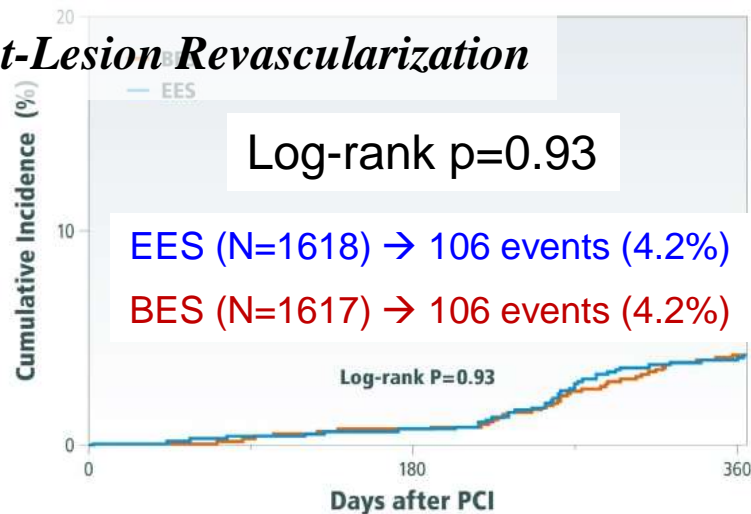 20
t-Lesion Revascularization
BES
EES
Log-rank p=0.93
Cumulative Incidence (%)
10
EES (N=1618) → 106 events (4.2%)
BES (N=1617) → 106 events (4.2%)
Log-rank P=0.93
0
0 180 360
Days after PCI